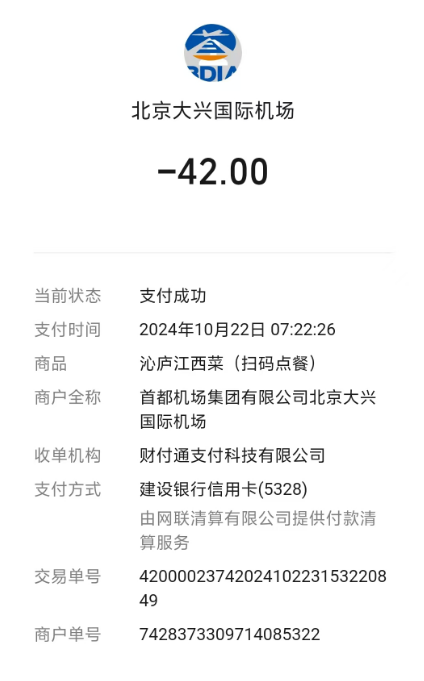 BDIA
北京大兴国际机场
-42.00
当前状态 支付成功
支付时间 2024年10月22日 07:22:26
商品 沁庐江西菜（扫码点餐）
商户全称 首都机场集团有限公司北京大兴
国际机场
收单机构 财付通支付科技有限公司
支付方式 建设银行信用卡(5328)
由网联清算有限公司提供付款清
算服务
交易单号 42000023742024102231532208
49
商户单号 7428373309714085322